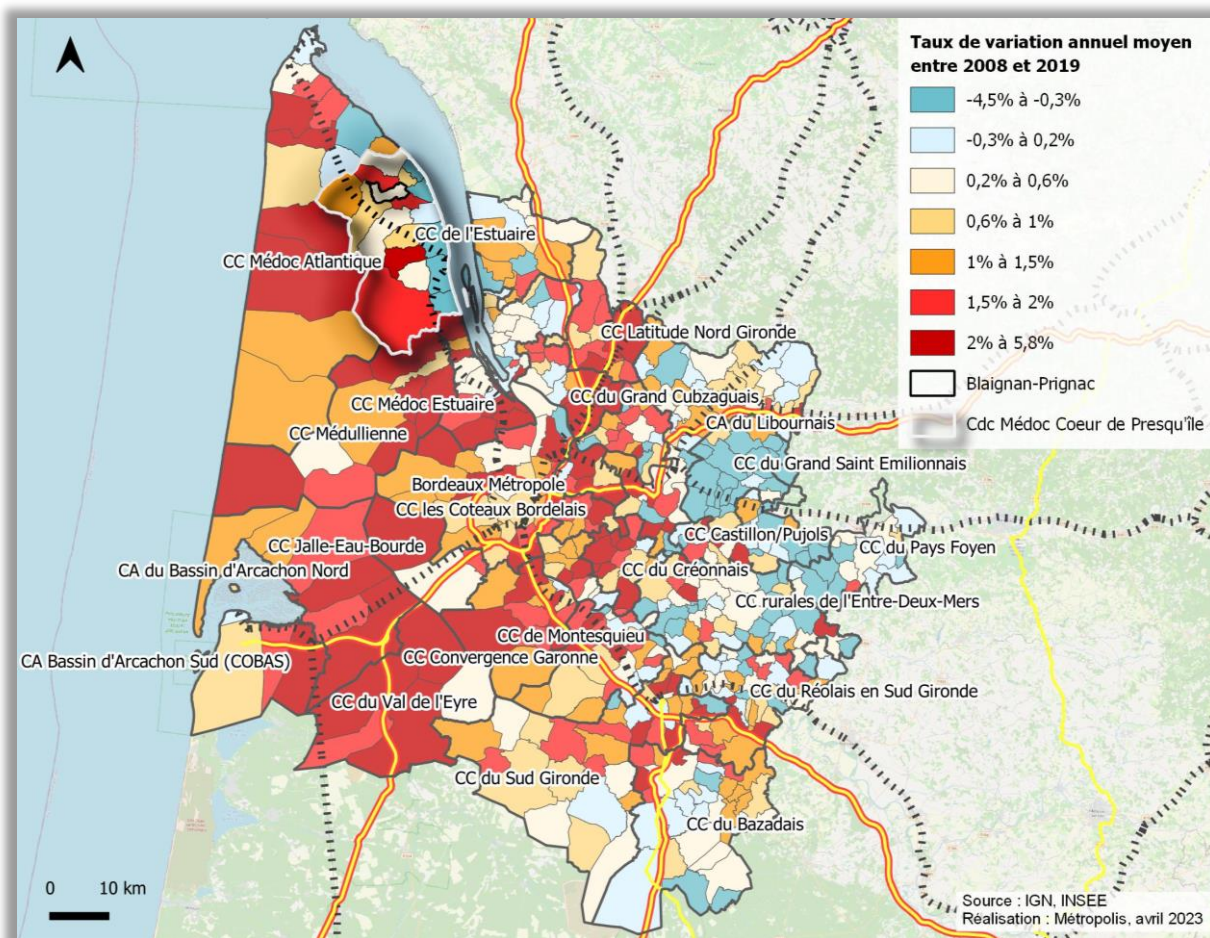 Taux de variation annuel moyen
entre 2008 et 2019
-4,5% à -0,3%
-0,3% à 0,2%
0,2% à 0,6%
0,6% à 1%
1% à 1,5%
1,5% à 2%
2% à 5,8%
Blaignan-Prignac
Cdc Médoc Coeur de Presqu'île
CC de l'Estuaire
CC Médoc Atlantique
CC Latitude Nord Gironde
CC du Grand Cubzaguais
CC Médoc Estuaire
CA du Libournais
CC Médullienne
CC du Grand Saint Emilionnais
Bordeaux Métropole
CC les Coteaux Bordelais
CC Castillon/Pujols
CC Jalle-Eau-Bourde
CC du Pays Foyen
CA du Bassin d'Arcachon Nord
CC du Créonnais
CC rurales de l'Entre-Deux-Mers
CC de Montesquieu
CA Bassin d'Arcachon Sud (COBAS)
CC Convergence Garonne
CC du Réolais en Sud Gironde
CC du Val de l'Eyre
CC du Sud Gironde
CC du Bazadais
0 10 km
Source : IGN, INSEE
Réalisation : Métropolis, avril 2023